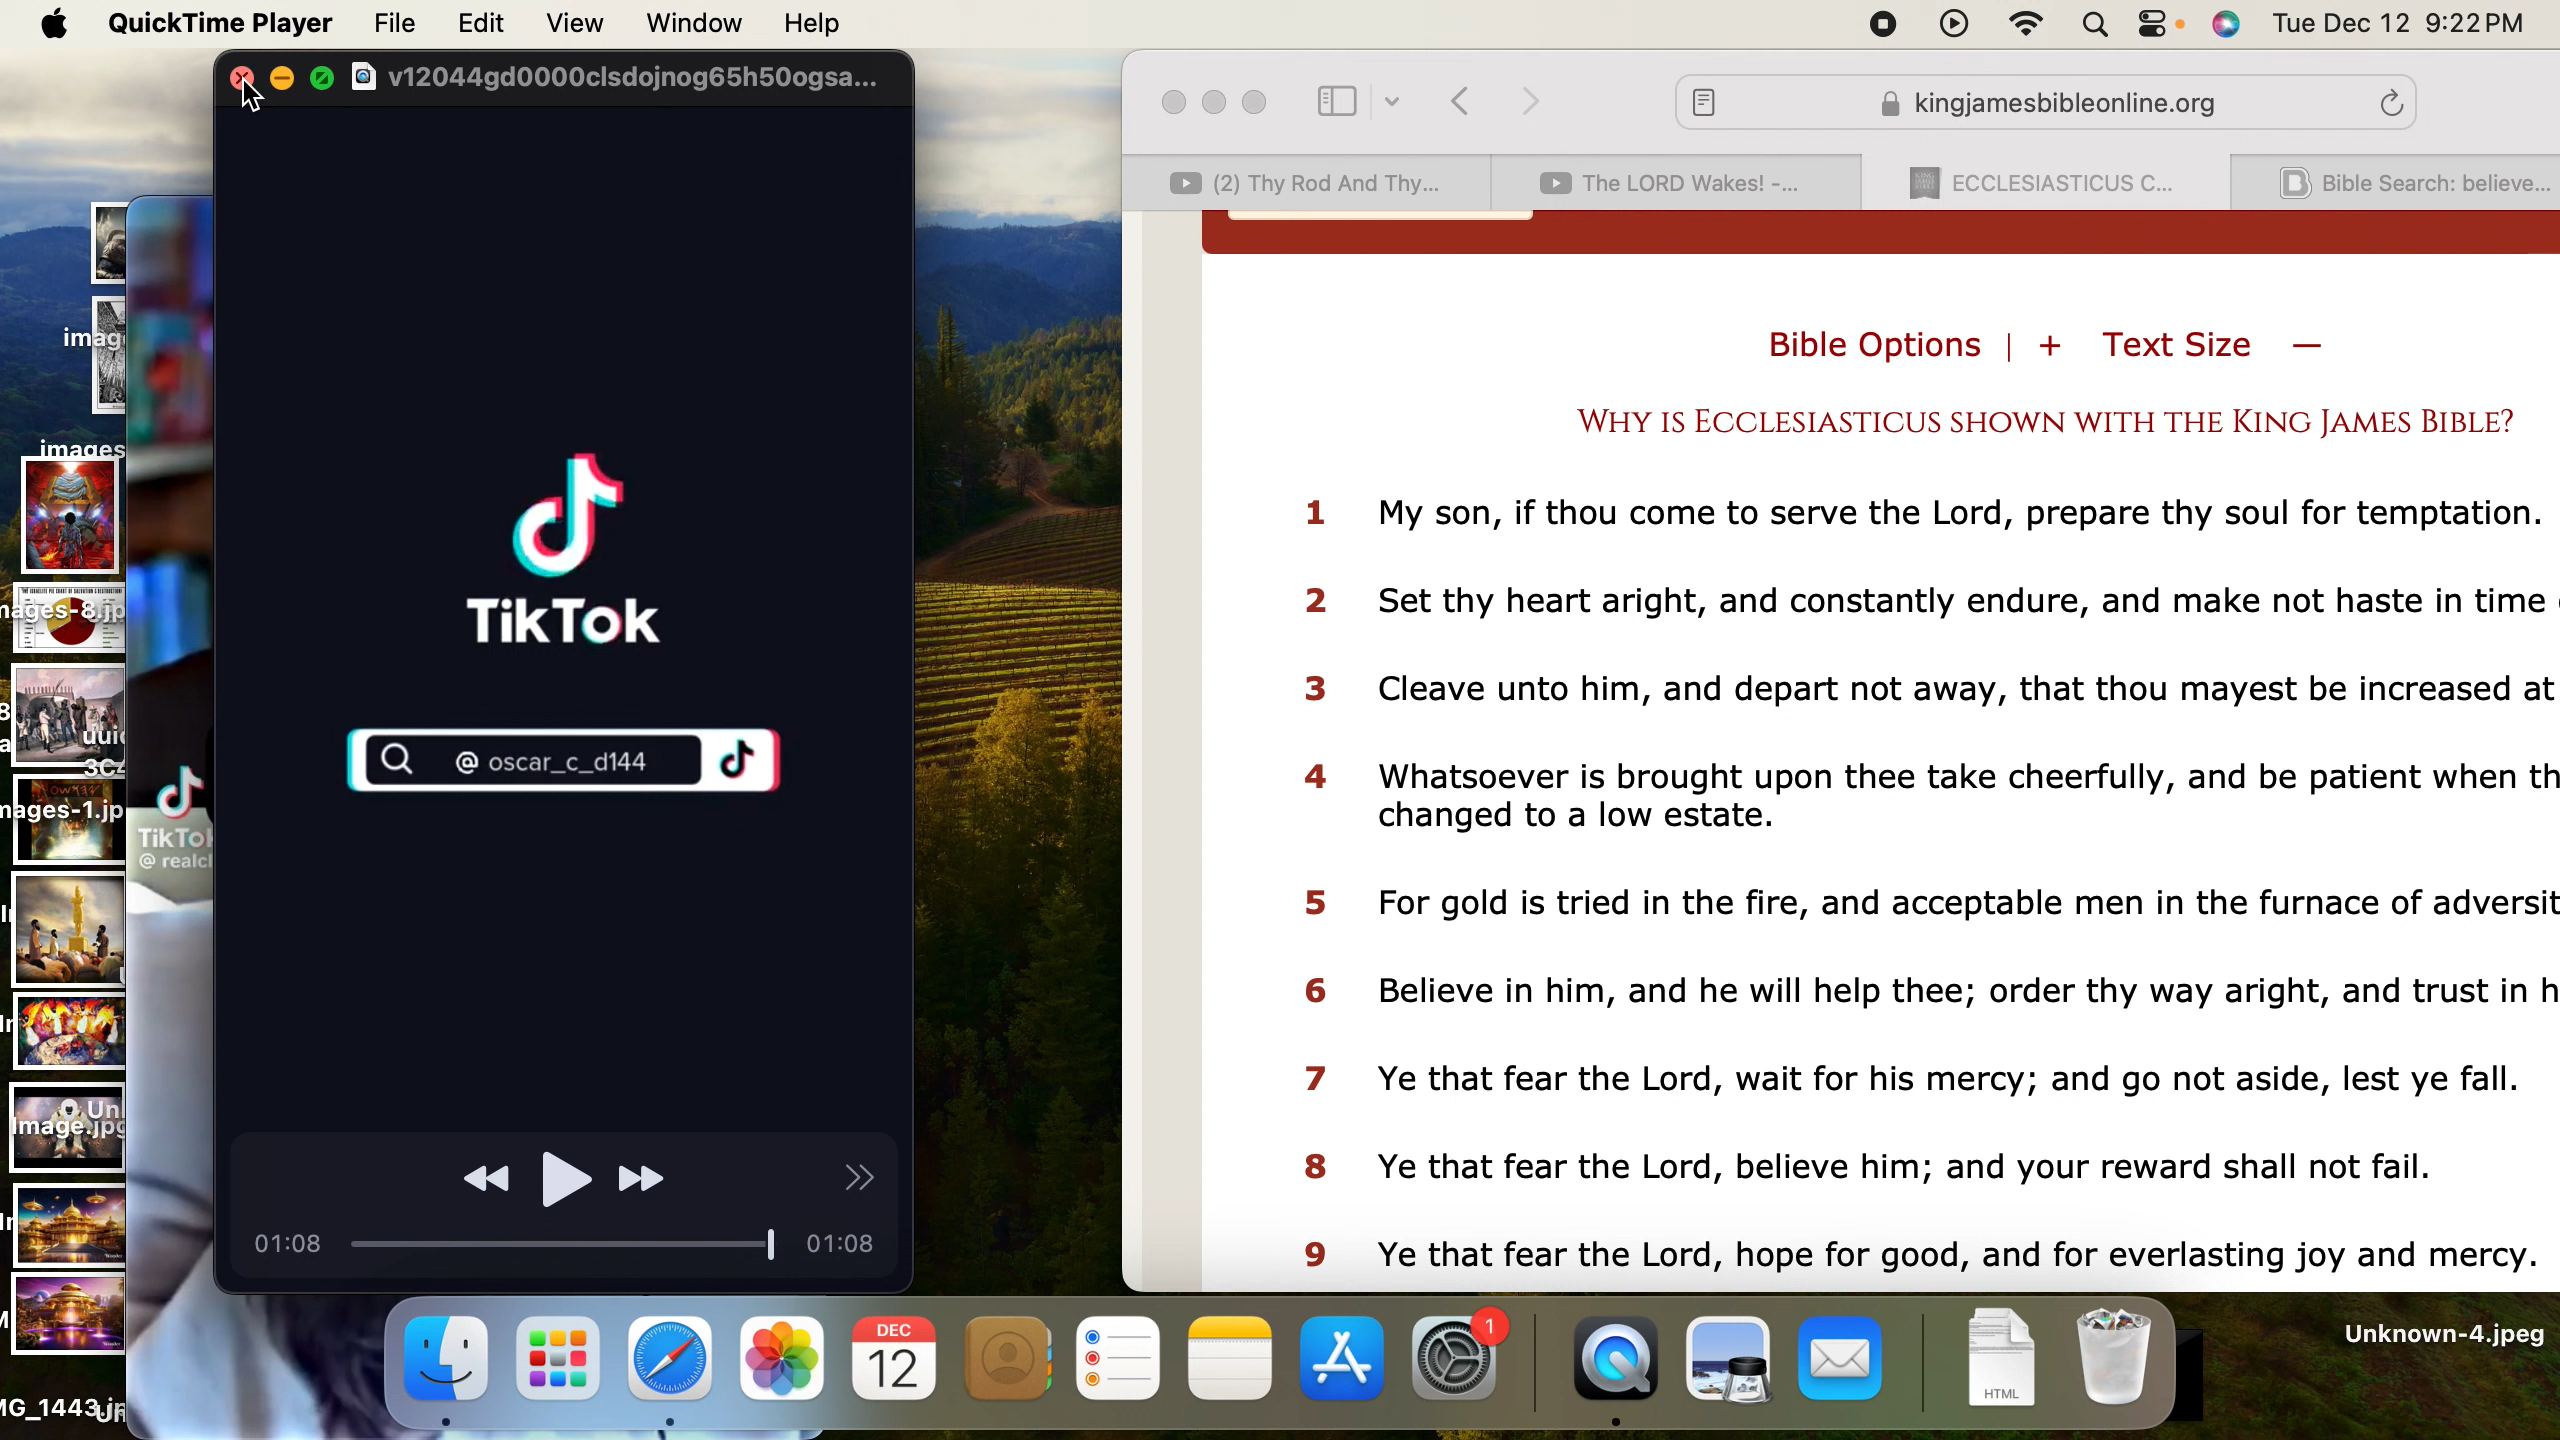 QuickTime Player File Edit View Window Help
Tue Dec 12 9:22 PM
v12044gd0000clsdojnog65h50ogsa...
TikTok
@ oscar_c_d144
01:08 01:08
kingjamesbibleonline.org
(2) Thy Rod And Thy...
The LORD Wakes! -...
ECCLESIASTICUS C...
Bible Search: believe...
Bible Options | + Text Size —
WHY IS ECCLESIASTICUS SHOWN WITH THE KING JAMES BIBLE?
1 My son, if thou come to serve the Lord, prepare thy soul for temptation.
2 Set thy heart aright, and constantly endure, and make not haste in time
3 Cleave unto him, and depart not away, that thou mayest be increased at
4 Whatsoever is brought upon thee take cheerfully, and be patient when
changed to a low estate.
5 For gold is tried in the fire, and acceptable men in the furnace of
6 Believe in him, and he will help thee; order thy way aright, and trust in
7 Ye that fear the Lord, wait for his mercy; and go not aside, lest ye fall.
8 Ye that fear the Lord, believe him; and your reward shall not fail.
9 Ye that fear the Lord, hope for good, and for everlasting joy and mercy.
images
Image.jpg
TikTok
DEC
12
1
HTML
Unknown-4.jpeg